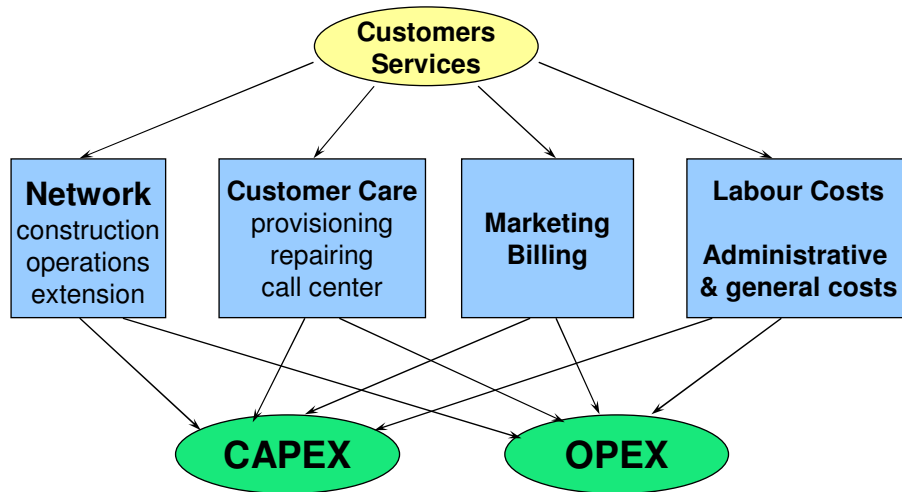 Customers
Services
Network
construction
operations
extension
Customer Care
provisioning
repairing
call center
Marketing
Billing
Labour Costs
Administrative
& general costs
CAPEX
OPEX